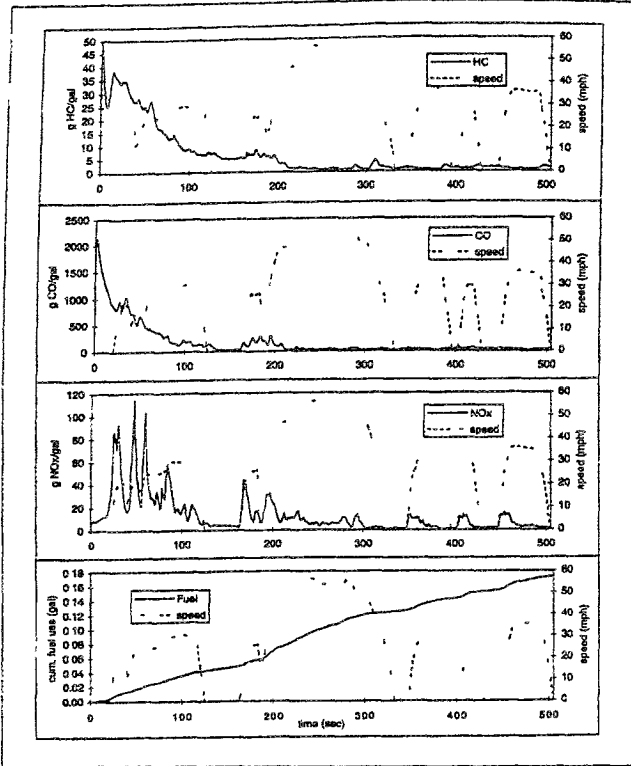 50
45
40
35
30
25
20
15
10
5
0
g HC/gal
HC
speed
60
50
40
30
20
10
0
speed (mph)
0 100 200 300 400 500
2500
2000
1500
1000
500
0
g CO/gal
CO
speed
60
50
40
30
20
10
0
speed (mph)
0 100 200 300 400 500
120
100
80
60
40
20
0
g NOx/gal
NOx
speed
60
50
40
30
20
10
0
speed (mph)
0 100 200 300 400 500
0.18
0.16
0.14
0.12
0.10
0.08
0.06
0.04
0.02
0.00
cum. fuel use (gal)
Fuel
speed
60
50
40
30
20
10
0
speed (mph)
0 100 200 300 400 500
time (sec)